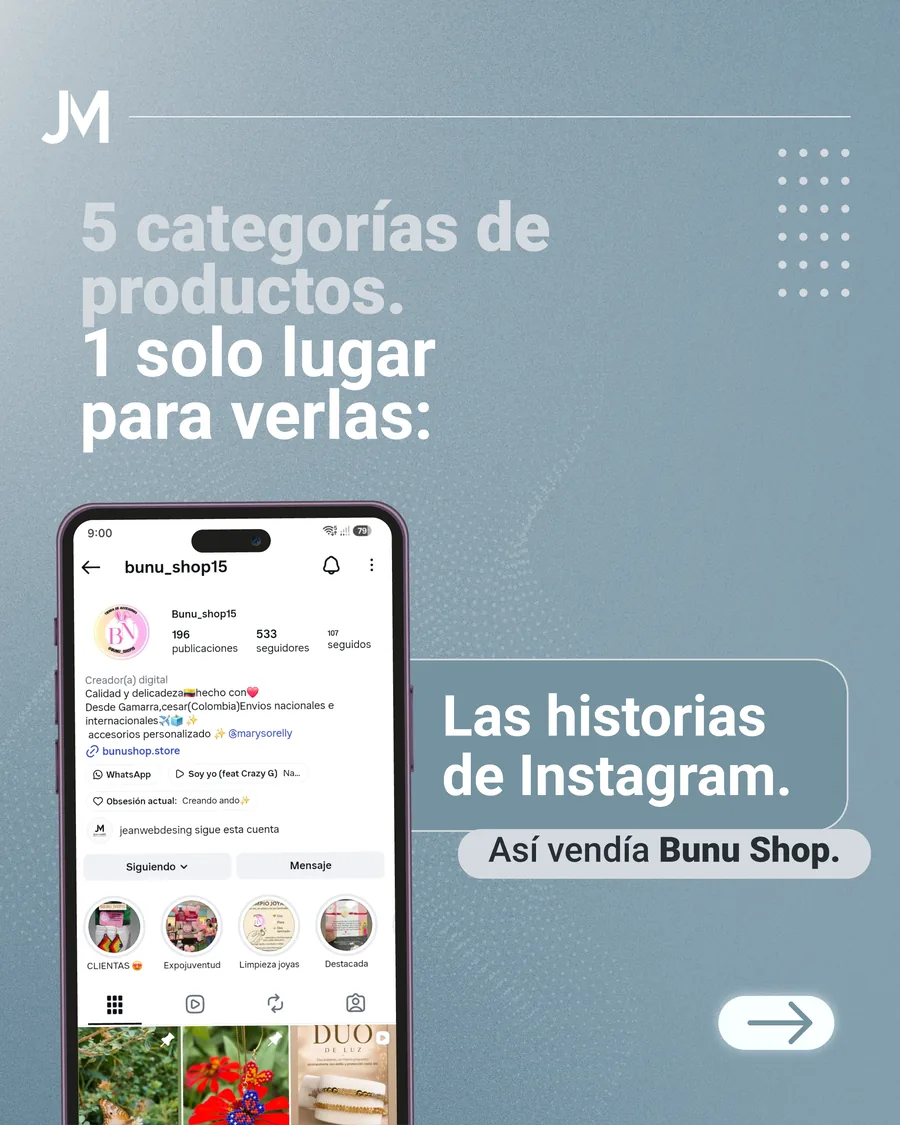 JM
5 categorías de
productos.
1 solo lugar
para verlas:
9:00
79
bunu_shop15
Bunu_shop15
196
publicaciones
533
seguidores
107
seguidos
BN
Creador(a) digital
Calidad y delicadeza🇨🇴hecho con❤️
Desde Gamarra,cesar(Colombia)Envios nacionales e
internacionales✈️📦 ✨
accesorios personalizado ✨ @marysorelly
bunushop.store
WhatsApp
Soy yo (feat Crazy G) Na...
Obsesión actual: Creando ando✨
JM
jeanwebdesing sigue esta cuenta
Siguiendo
Mensaje
CLIENTAS 😍
Expojuventud
Limpieza joyas
Destacada
DUO
DE LUZ
Las historias
de Instagram.
Así vendía Bunu Shop.